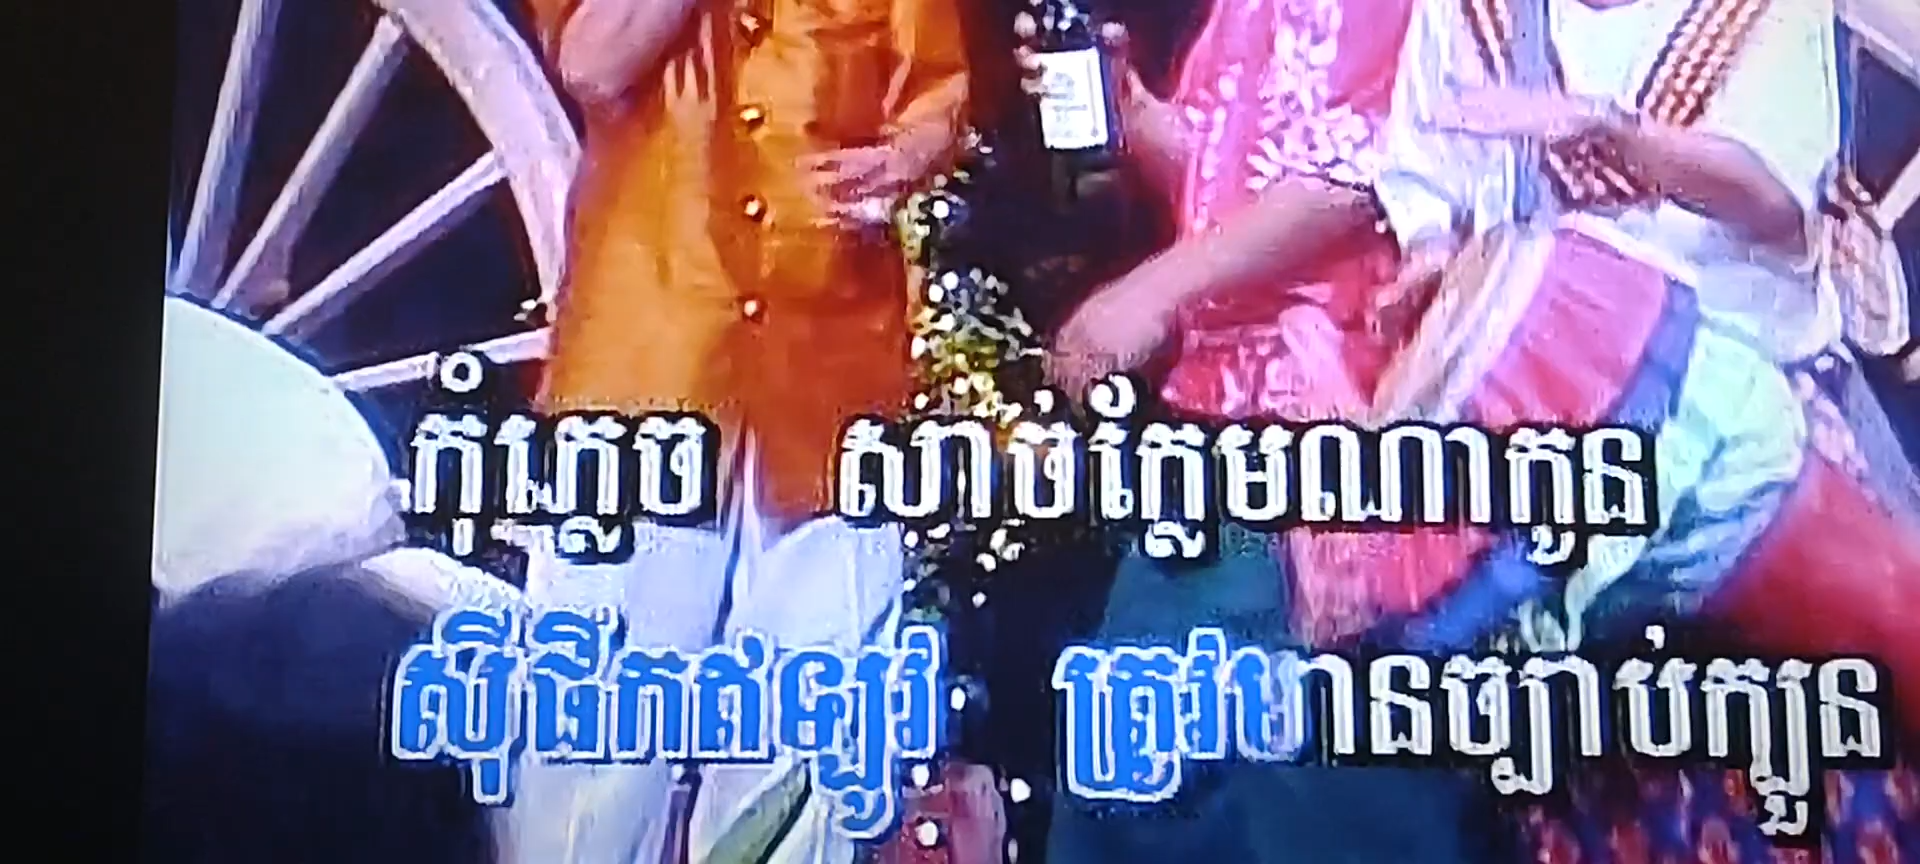 កុំភ្លេច សាច់ក្លែមណាកូន
ស៊ីផឹកឥឡូវ ត្រូវមានច្បាប់ក្បួន